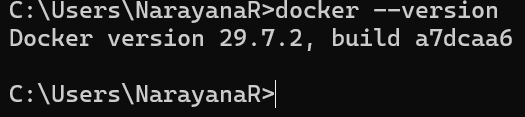 C:\Users\NarayanaR>docker --version
Docker version 29.7.2, build a7dcaa6
C:\Users\NarayanaR>